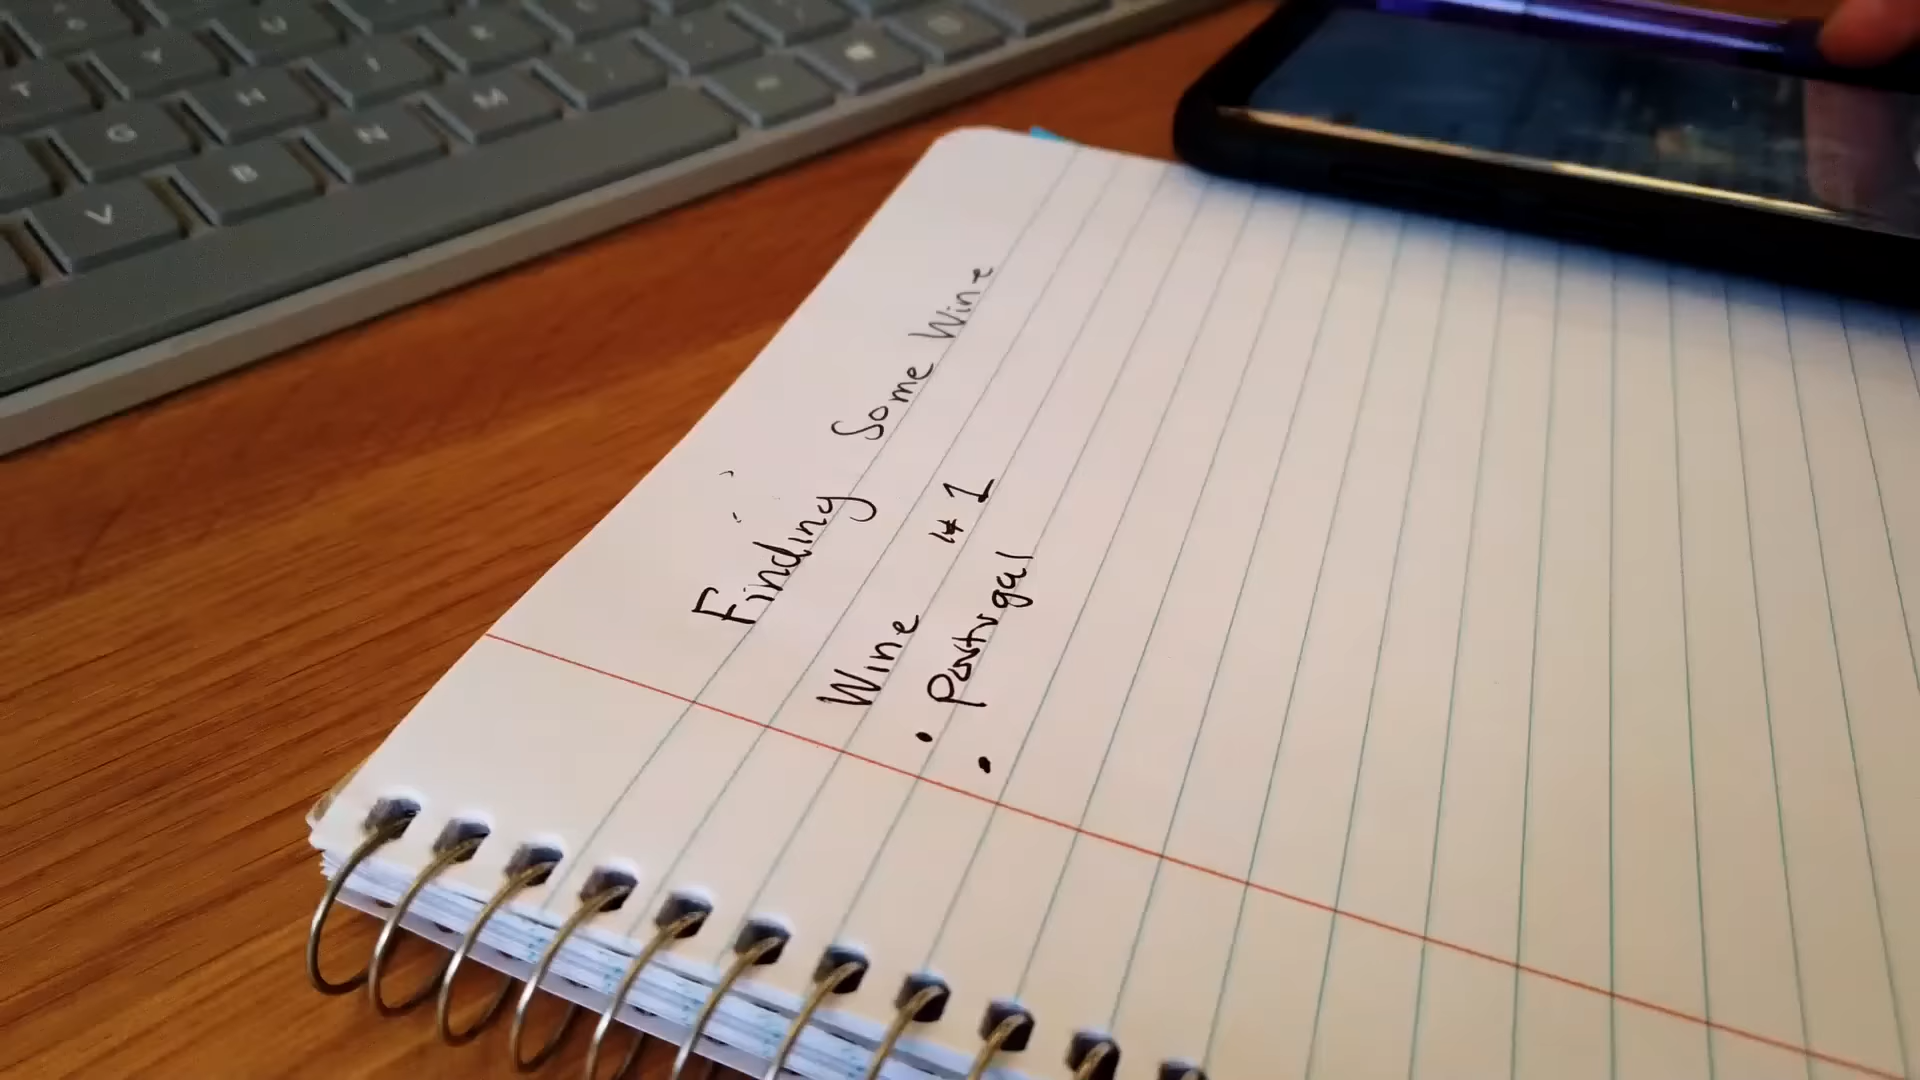 Finding Some Wine
Wine #1
• Portugal
•
T Y U
G H N M
V B